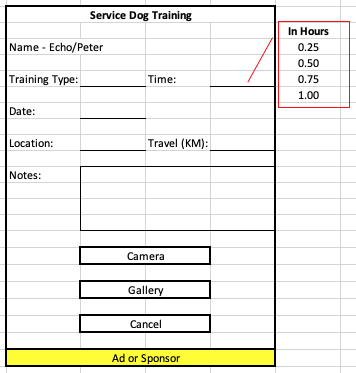 Service Dog Training
In Hours
Name - Echo/Peter
0.25
0.50
Training Type: Time:
0.75
1.00
Date:
Location: Travel (KM):
Notes:
Camera
Gallery
Cancel
Ad or Sponsor